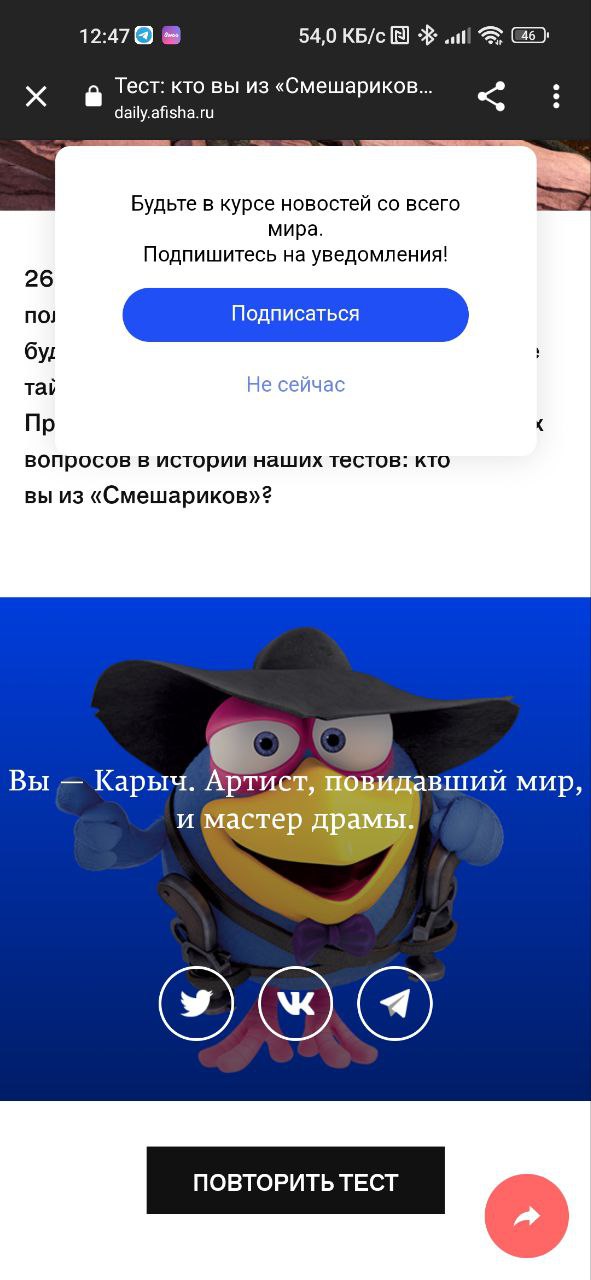 12:47 54,0 КБ/с 46
Тест: кто вы из «Смешариков...
daily.afisha.ru
Будьте в курсе новостей со всего
мира.
Подпишитесь на уведомления!
Подписаться
Не сейчас
26
вопросов в истории наших тестов: кто
вы из «Смешариков»?
Вы — Карыч. Артист, повидавший мир,
и мастер драмы.
ПОВТОРИТЬ ТЕСТ